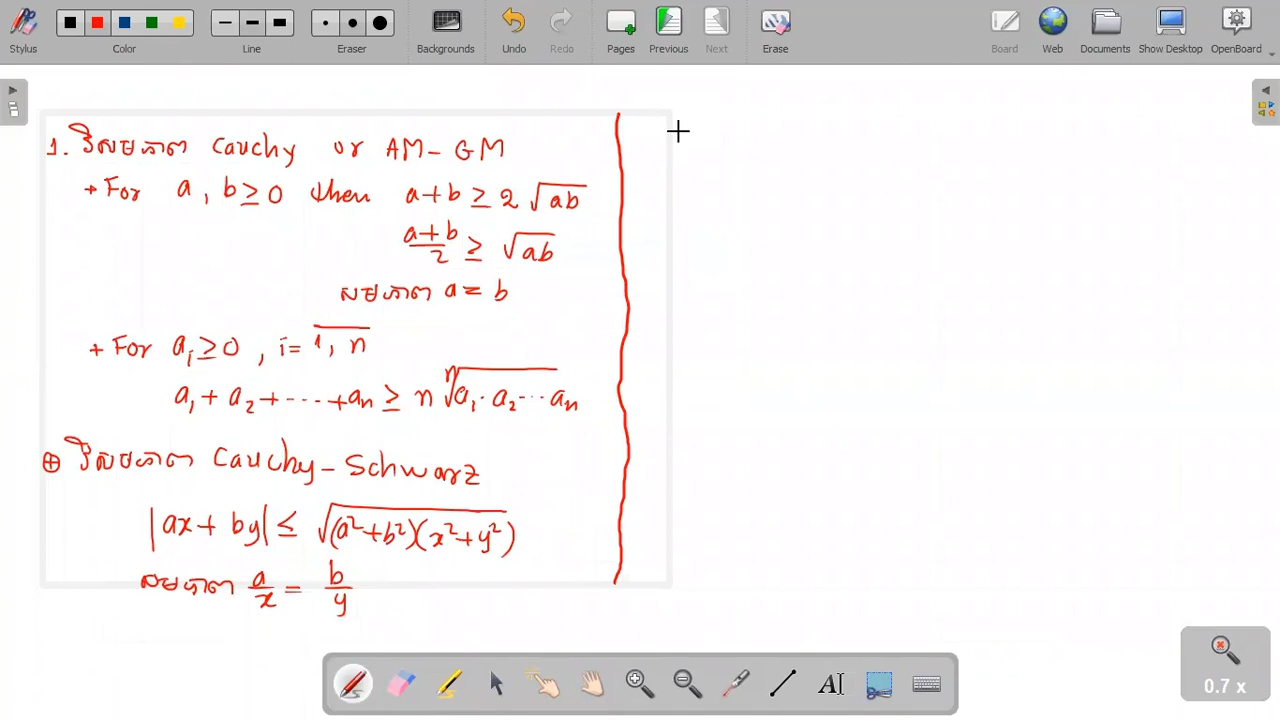 Stylus Color Line Eraser Backgrounds Undo Redo Pages Previous Next Erase Board Web Documents Show Desktop OpenBoard
1. វិសមភាព Cauchy or AM-GM
+ For a, b ≥ 0 then a+b ≥ 2√ab
(a+b)/2 ≥ √ab
សមភាព a = b
+ For aᵢ ≥ 0, i = 1, n
a₁ + a₂ + ⋯ + aₙ ≥ n ⁿ√a₁·a₂⋯aₙ
⊕ វិសមភាព Cauchy-Schwarz
|ax + by| ≤ √(a²+b²)(x²+y²)
សមភាព a/x = b/y
0.7 x